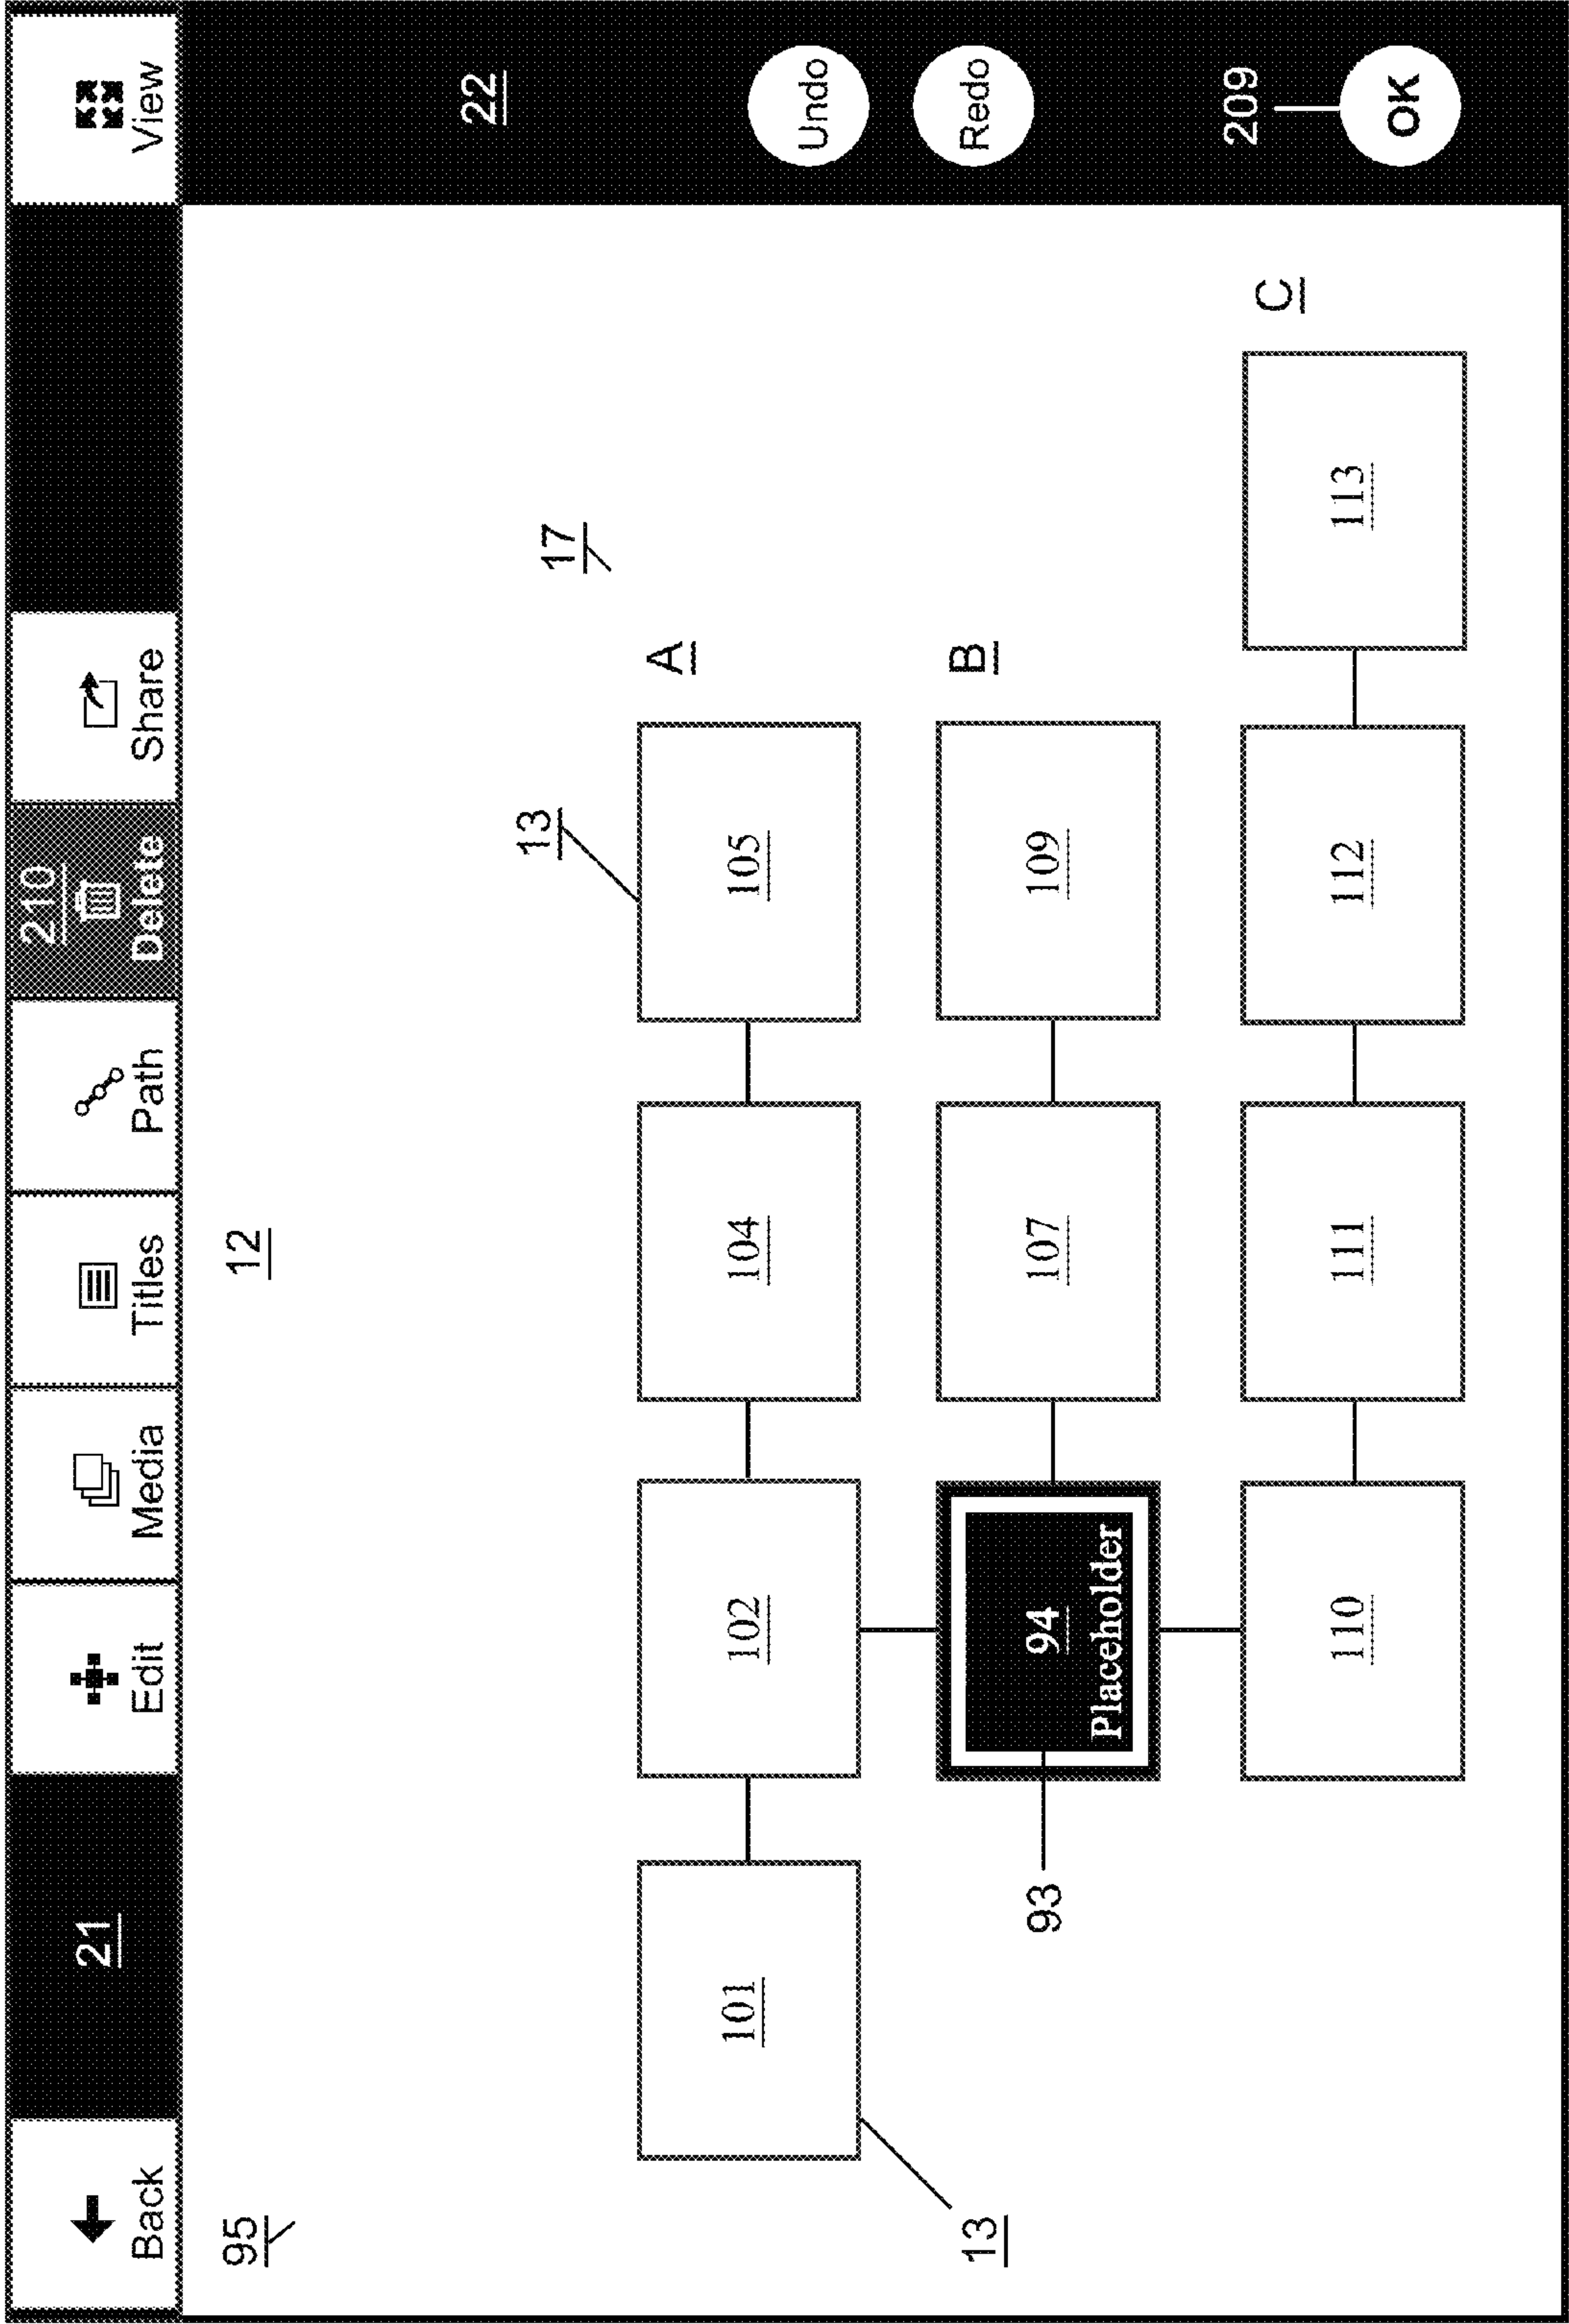 Back
21
Edit
Media
Titles
Path
210
Delete
Share
View
95
12
22
13
17
101
102
104
105
A
Undo
94
Placeholder
107
109
B
Redo
93
13
110
111
112
113
C
209
OK